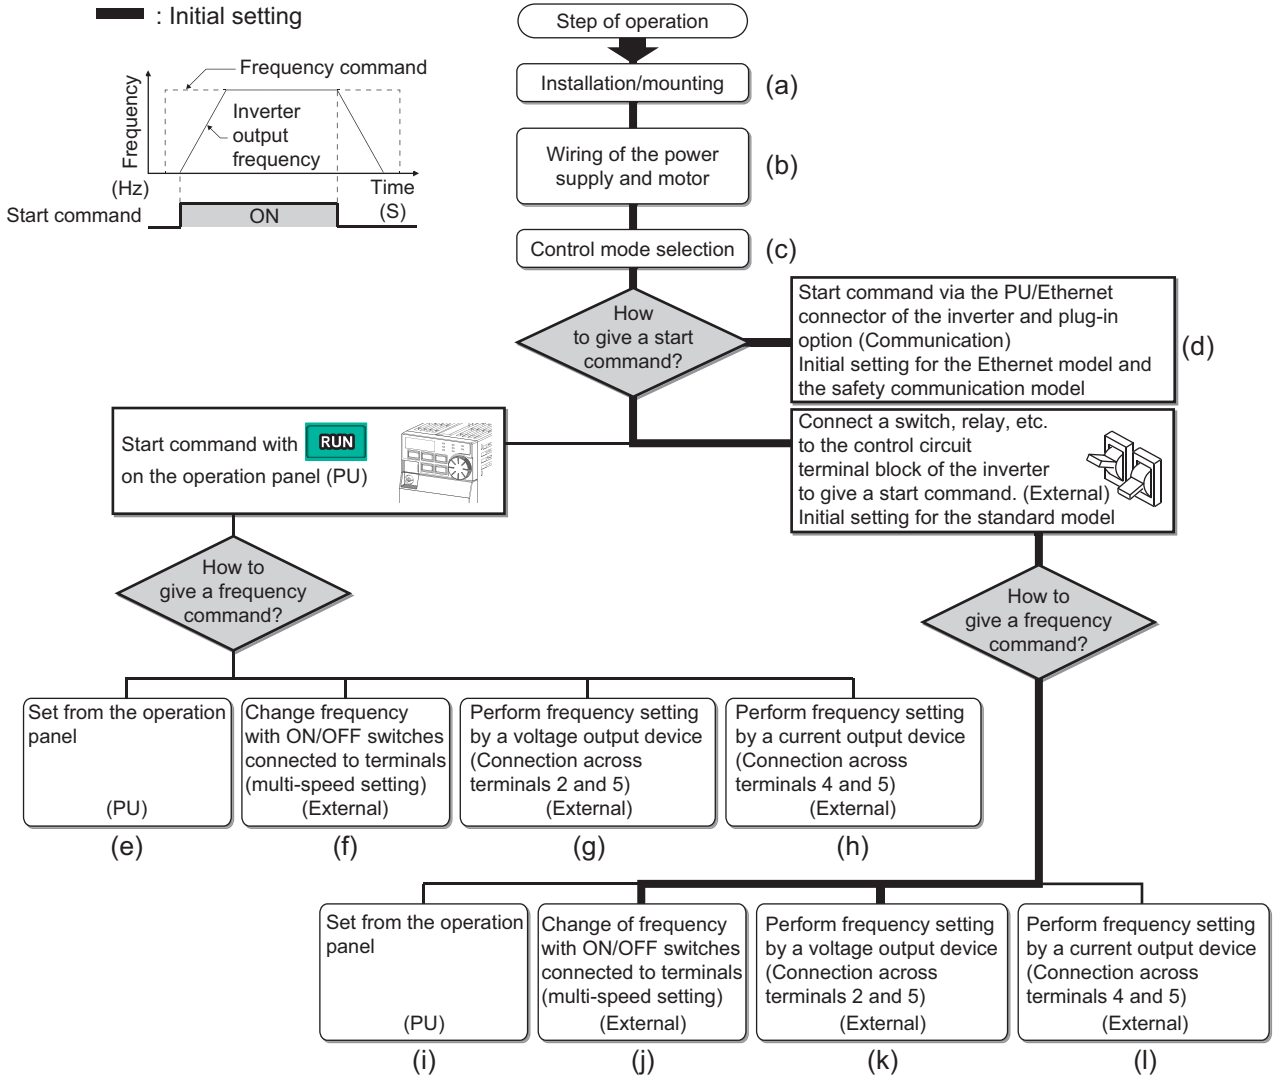 : Initial setting
Step of operation
Frequency command
Frequency
Inverter
output
frequency
(Hz)
Time
(S)
Start command
ON
Installation/mounting
(a)
Wiring of the power
supply and motor
(b)
Control mode selection
(c)
How
to give a start
command?
Start command via the PU/Ethernet
connector of the inverter and plug-in
option (Communication)
Initial setting for the Ethernet model and
the safety communication model
(d)
Start command with RUN
on the operation panel (PU)
Connect a switch, relay, etc.
to the control circuit
terminal block of the inverter
to give a start command. (External)
Initial setting for the standard model
How to
give a frequency
command?
How to
give a frequency
command?
Set from the operation
panel
(PU)
(e)
Change frequency
with ON/OFF switches
connected to terminals
(multi-speed setting)
(External)
(f)
Perform frequency setting
by a voltage output device
(Connection across
terminals 2 and 5)
(External)
(g)
Perform frequency setting
by a current output device
(Connection across
terminals 4 and 5)
(External)
(h)
Set from the operation
panel
(PU)
(i)
Change of frequency
with ON/OFF switches
connected to terminals
(multi-speed setting)
(External)
(j)
Perform frequency setting
by a voltage output device
(Connection across
terminals 2 and 5)
(External)
(k)
Perform frequency setting
by a current output device
(Connection across
terminals 4 and 5)
(External)
(l)